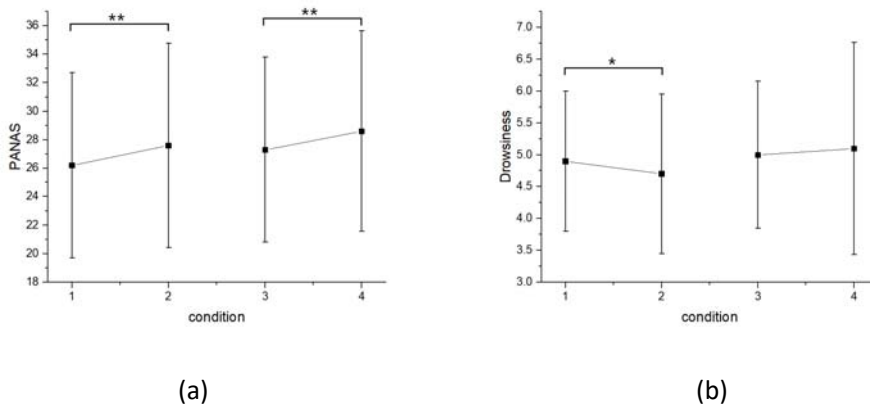 36
34
32
30
28
26
24
22
20
18
PANAS
**
**
1 2 3 4
condition
(a)
7.0
6.5
6.0
5.5
5.0
4.5
4.0
3.5
3.0
Drowsiness
*
1 2 3 4
condition
(b)